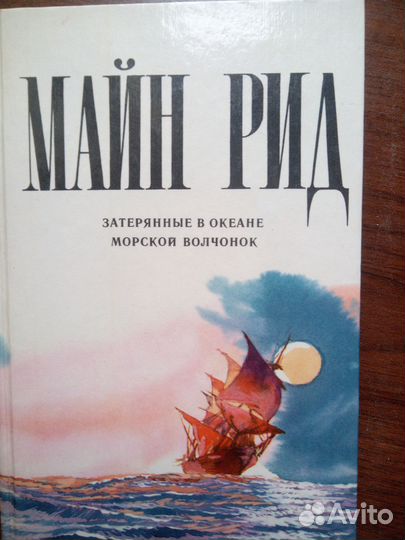 МАЙН РИД
ЗАТЕРЯННЫЕ В ОКЕАНЕ
МОРСКОЙ ВОЛЧОНОК
Avito